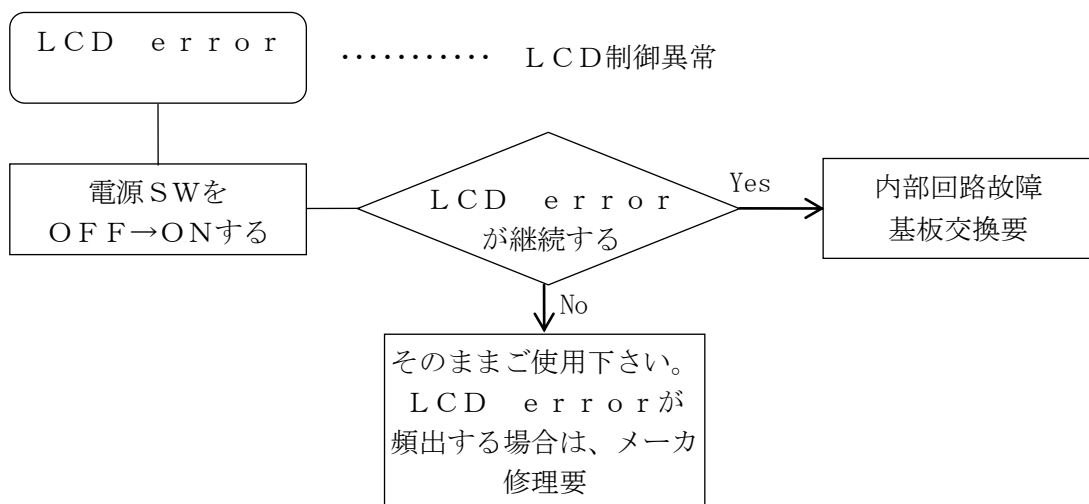 ＬＣＤ　ｅｒｒｏｒ
・・・・・・・・・・・　ＬＣＤ制御異常
電源ＳＷを
ＯＦＦ→ＯＮする
ＬＣＤ　ｅｒｒｏｒ
が継続する
Yes
内部回路故障
基板交換要
No
そのままご使用下さい。
ＬＣＤ　ｅｒｒｏｒが
頻出する場合は、メーカ
修理要